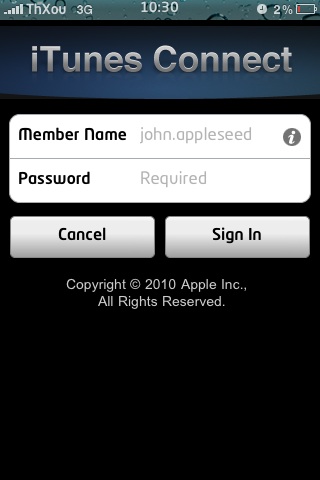 ThXou 3G 10:30 2%
iTunes Connect
Member Name john.appleseed
Password Required
Cancel Sign In
Copyright © 2010 Apple Inc.,
All Rights Reserved.